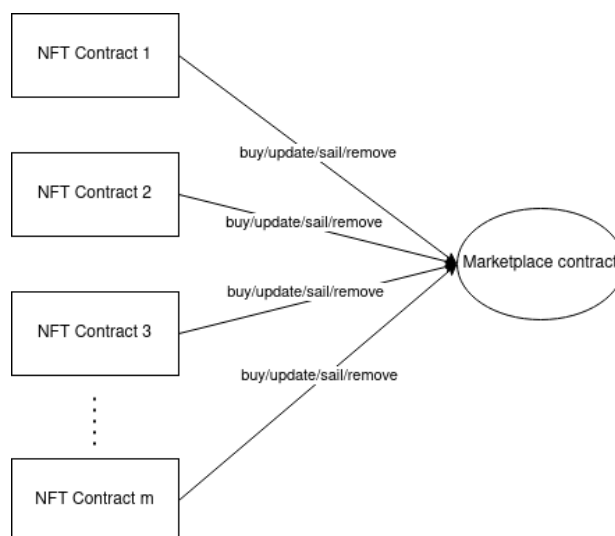 NFT Contract 1
buy/update/sail/remove
NFT Contract 2
buy/update/sail/remove
Marketplace contract
buy/update/sail/remove
NFT Contract 3
buy/update/sail/remove
NFT Contract m